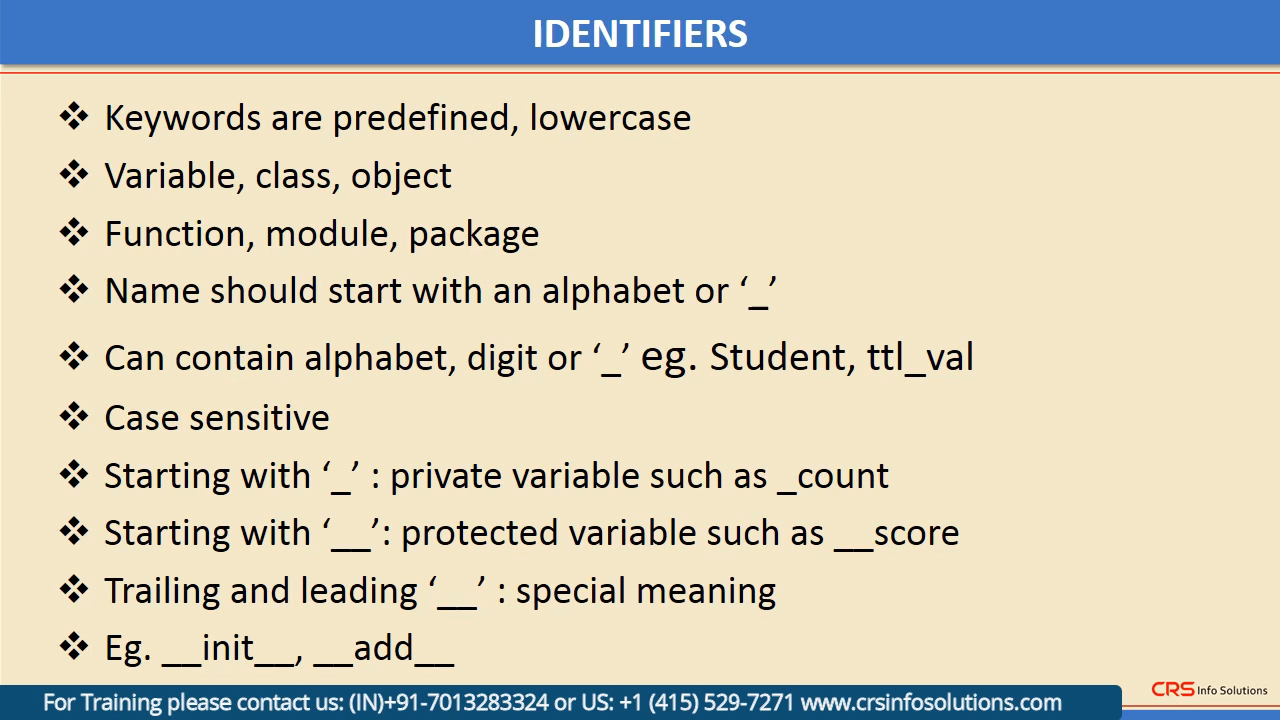 IDENTIFIERS
❖ Keywords are predefined, lowercase
❖ Variable, class, object
❖ Function, module, package
❖ Name should start with an alphabet or ‘_’
❖ Can contain alphabet, digit or ‘_’ eg. Student, ttl_val
❖ Case sensitive
❖ Starting with ‘_’ : private variable such as _count
❖ Starting with ‘__’: protected variable such as __score
❖ Trailing and leading ‘__’ : special meaning
❖ Eg. __init__, __add__
For Training please contact us: (IN)+91-7013283324 or US: +1 (415) 529-7271 www.crsinfosolutions.com
CRS Info Solutions